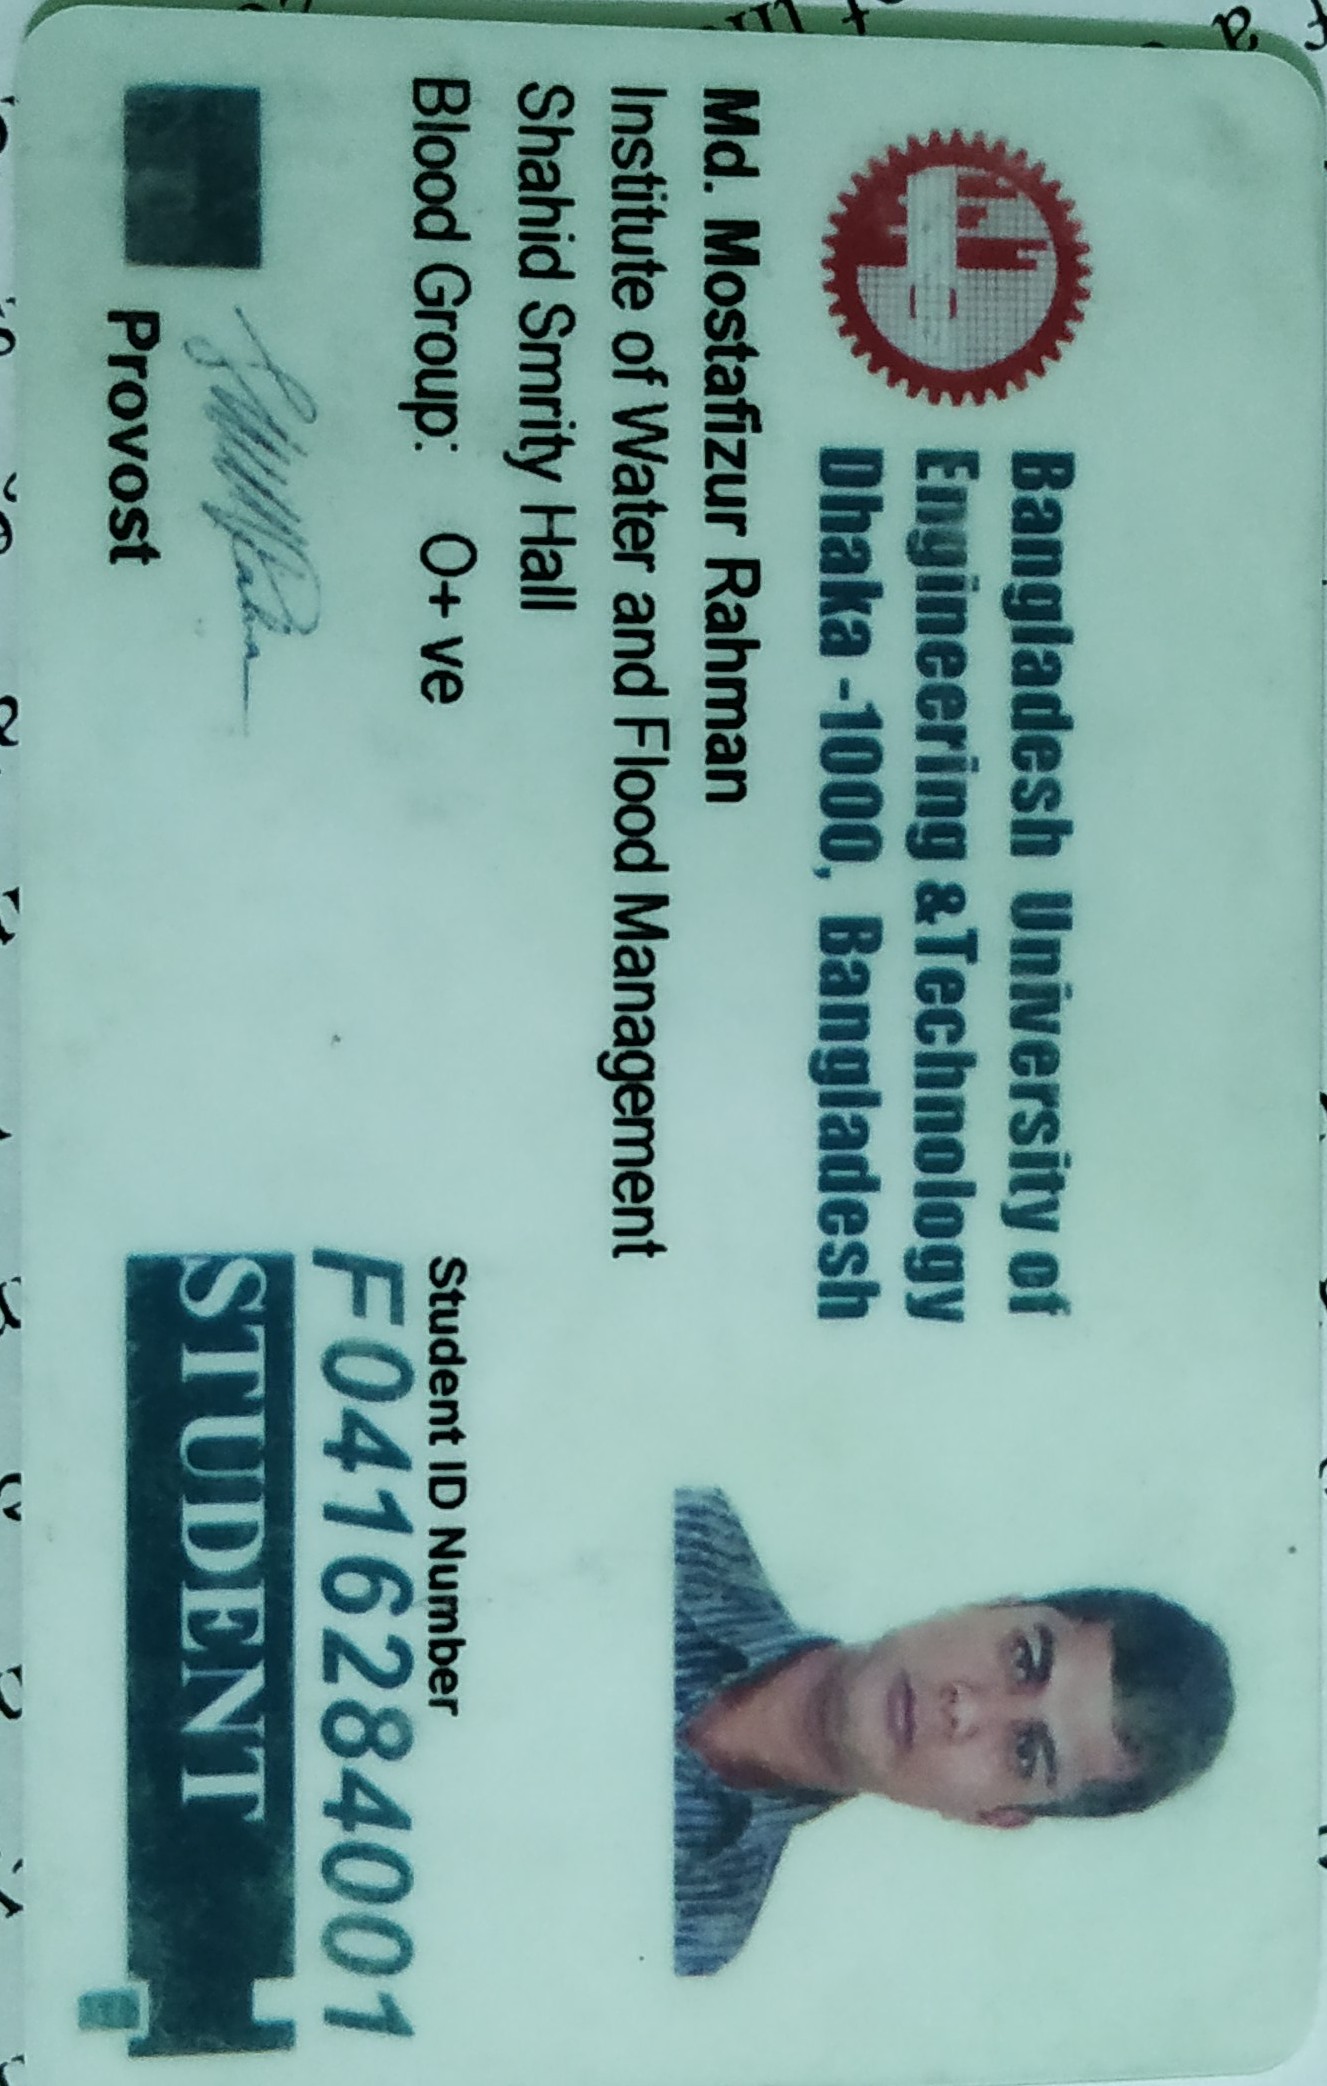 Bangladesh University of
Engineering & Technology
Dhaka -1000, Bangladesh
Md. Mostafizur Rahman
Institute of Water and Flood Management
Shahid Smrity Hall
Blood Group: O+ ve
Student ID Number
F0416284001
Provost
STUDENT